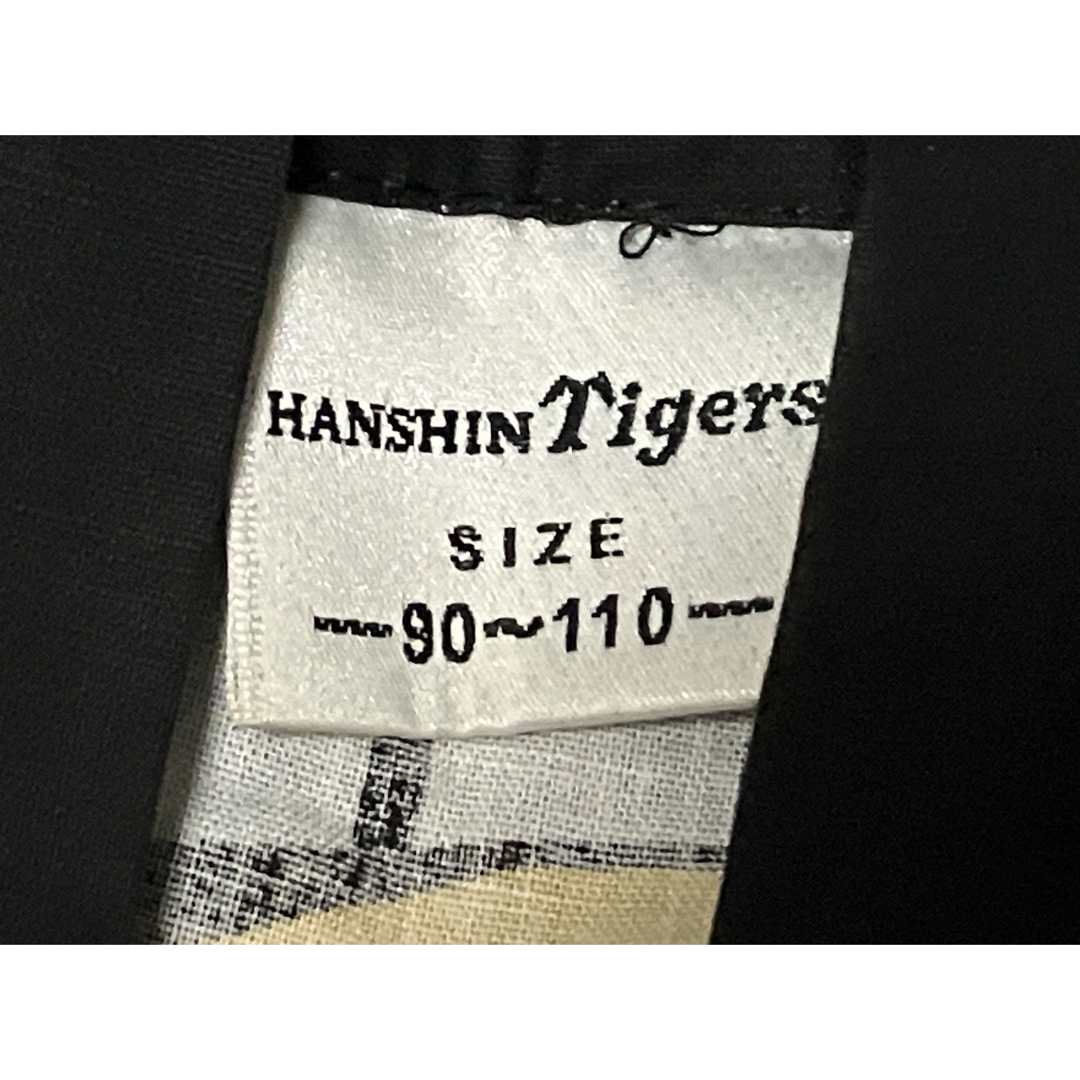 HANSHIN Tigers
SIZE
—90~110—